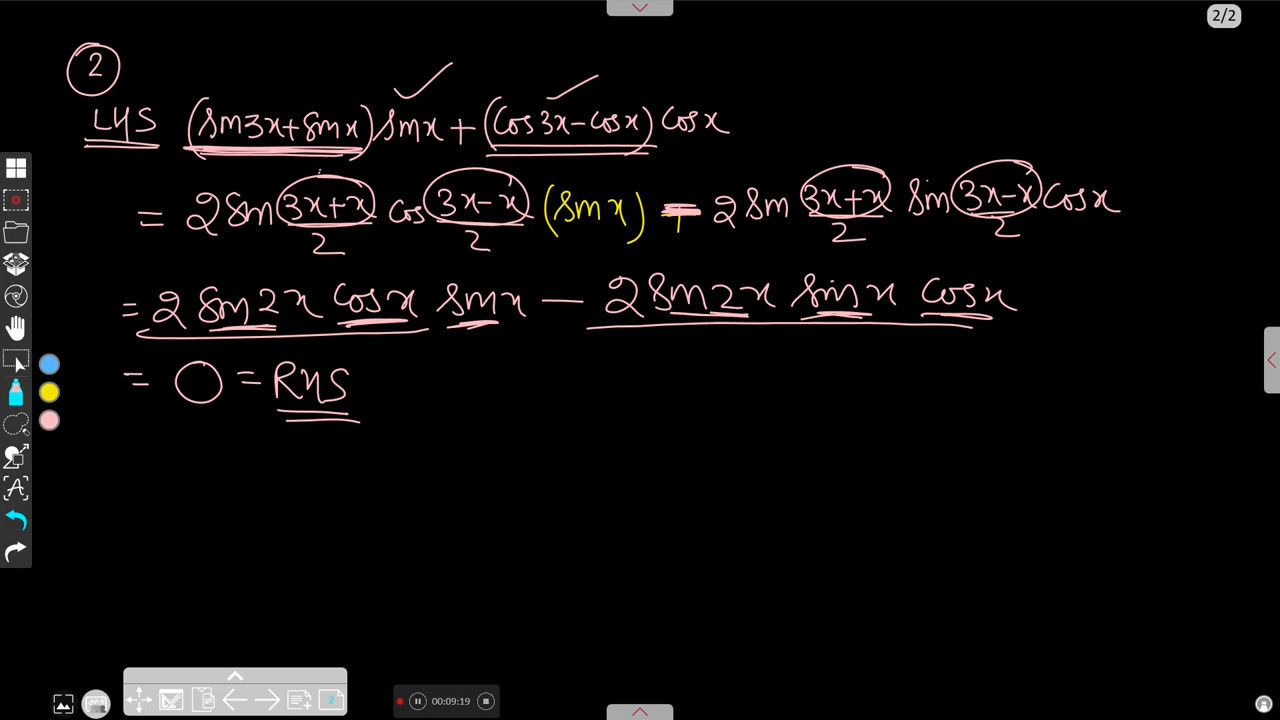 2/2
2
LHS (sin3x+sinx)sinx+(cos3x-cosx)cosx
= 2sin 3x+x/2 cos 3x-x/2 (sinx) - 2sin 3x+x/2 sin 3x-x/2 cosx
= 2sin2x cosx sinx — 2sin2x sinx cosx
= 0 = RHS
2
00:09:19